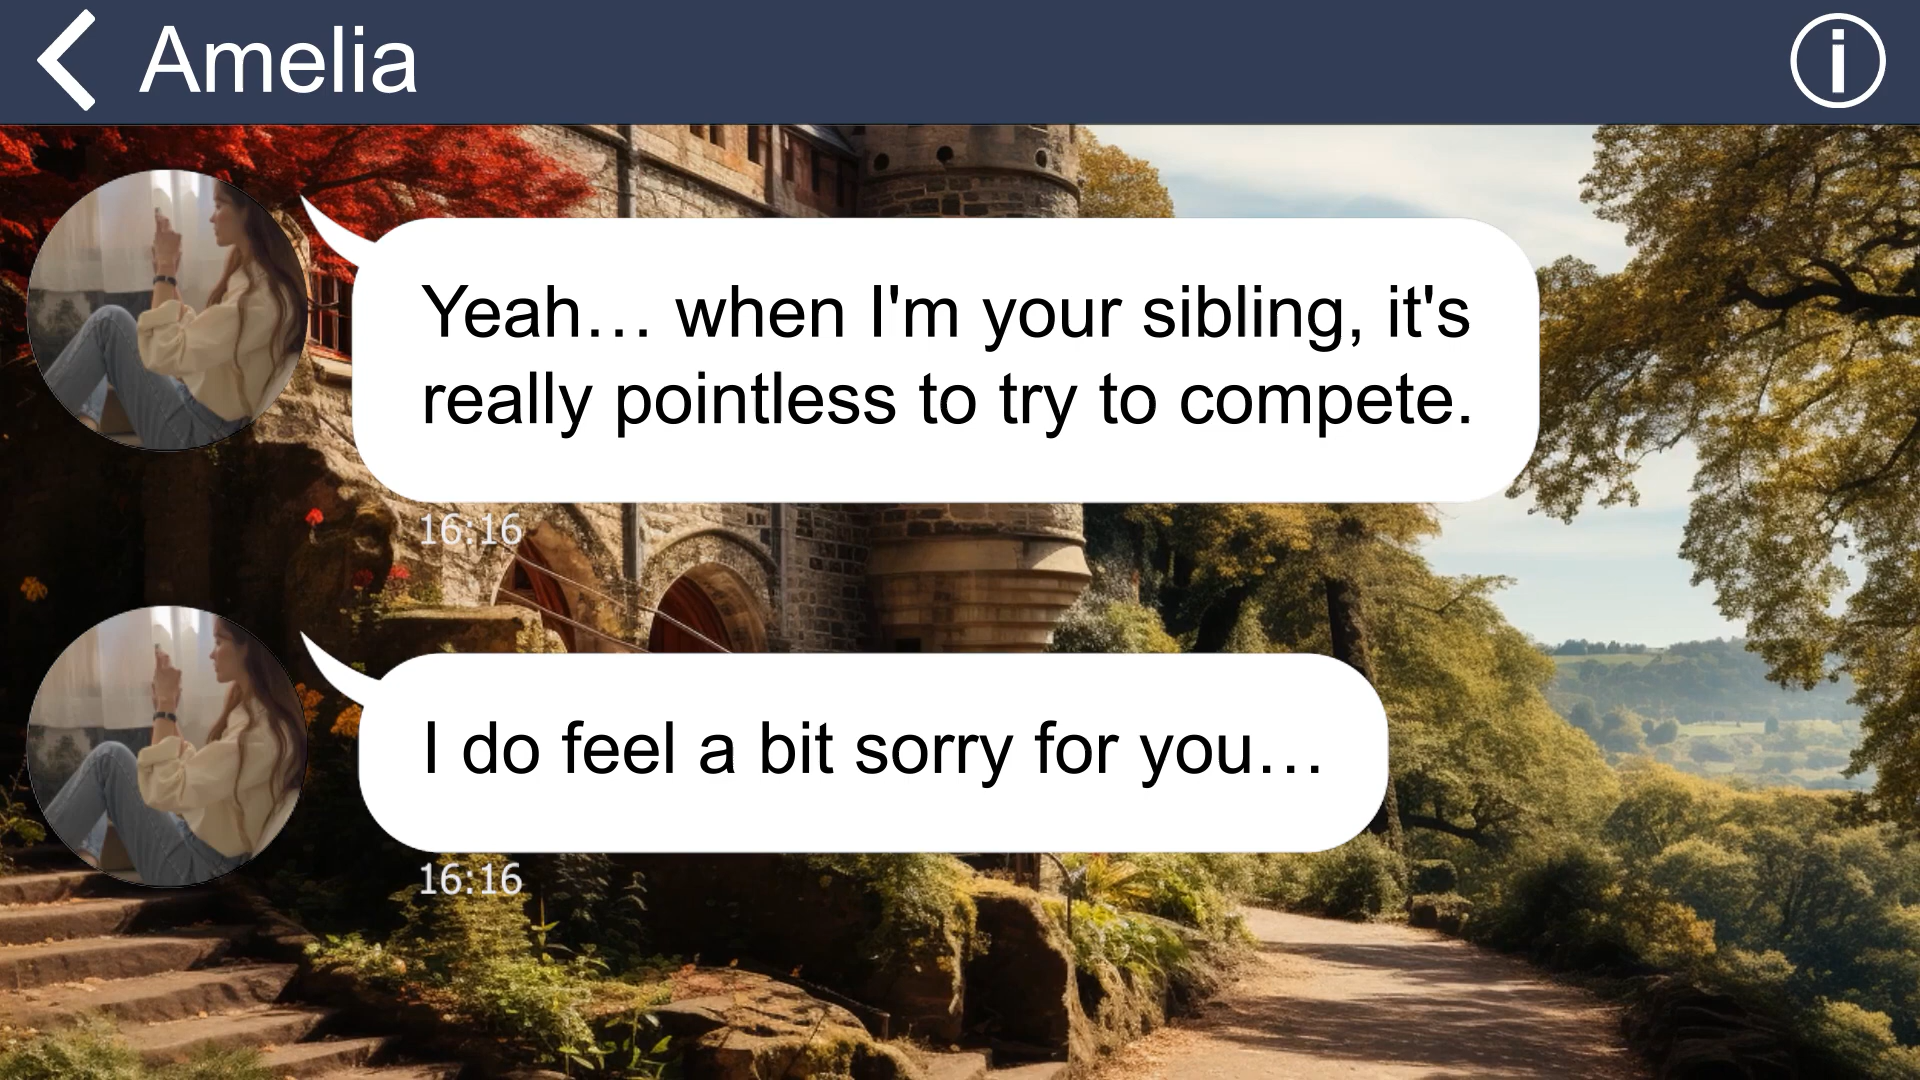 Amelia
Yeah… when I'm your sibling, it's
really pointless to try to compete.
16:16
I do feel a bit sorry for you…
16:16